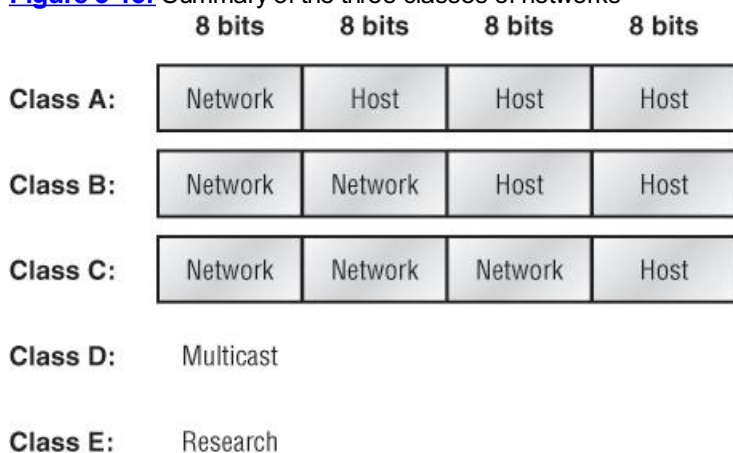 Summary of the three classes of networks
8 bits 8 bits 8 bits 8 bits
Class A: Network Host Host Host
Class B: Network Network Host Host
Class C: Network Network Network Host
Class D: Multicast
Class E: Research